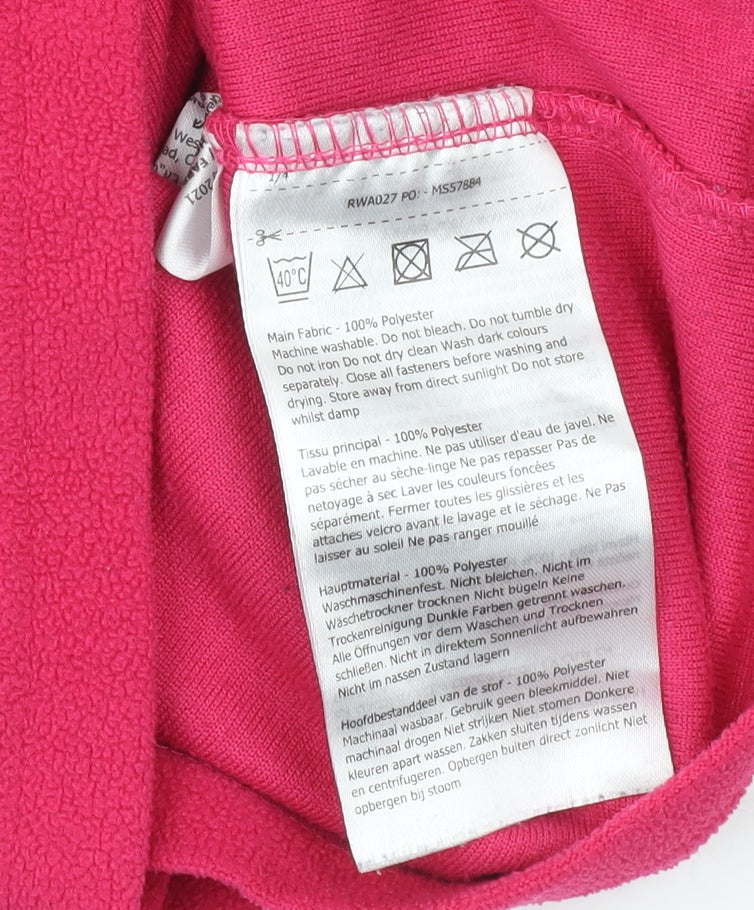 West
2021
1/4
RWA027 PO: - MS57884
40°C
Main Fabric - 100% Polyester
Machine washable. Do not bleach. Do not tumble dry
Do not iron Do not dry clean Wash dark colours
separately. Close all fasteners before washing and
drying. Store away from direct sunlight Do not store
whilst damp
Tissu principal - 100% Polyester
Lavable en machine. Ne pas utiliser d'eau de javel. Ne
pas sécher au sèche-linge Ne pas repasser Pas de
nettoyage à sec Laver les couleurs foncées
séparément. Fermer toutes les glissières et les
attaches velcro avant le lavage et le séchage. Ne Pas
laisser au soleil Ne pas ranger mouillé
Hauptmaterial - 100% Polyester
Waschmaschinenfest. Nicht bleichen. Nicht im
Wäschetrockner trocknen Nicht bügeln Keine
Trockenreinigung Dunkle Farben getrennt waschen.
Alle Öffnungen vor dem Waschen und Trocknen
schließen. Nicht in direktem Sonnenlicht aufbewahren
Nicht im nassen Zustand lagern
Hoofdbestanddeel van de stof - 100% Polyester
Machinaal wasbaar. Gebruik geen bleekmiddel. Niet
machinaal drogen Niet strijken Niet stomen Donkere
kleuren apart wassen. Zakken sluiten tijdens wassen
en centrifugeren. Opbergen buiten direct zonlicht Niet
opbergen bij stoom